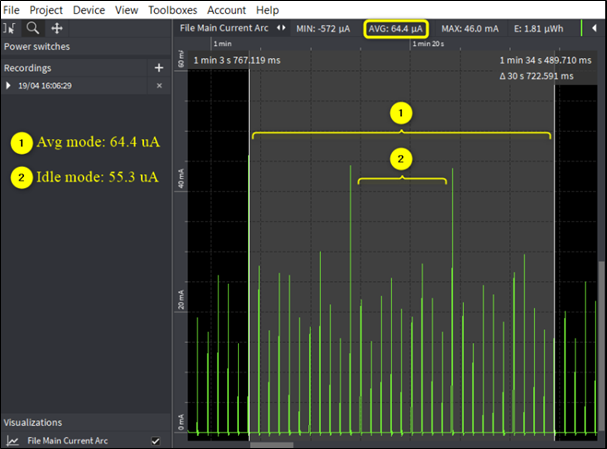 File Project Device View Toolboxes Account Help
File Main Current Arc MIN: -572 µA AVG: 64.4 µA MAX: 46.0 mA E: 1.81 µWh
Power switches
1 min 1 min 20 s
Recordings +
60 mA
1 min 3 s 767.119 ms 1 min 34 s 489.710 ms
19/04 16:06:29 ×
Δ 30 s 722.591 ms
1
1 Avg mode: 64.4 uA
2
2 Idle mode: 55.3 uA
40 mA
20 mA
0 mA
Visualizations
File Main Current Arc